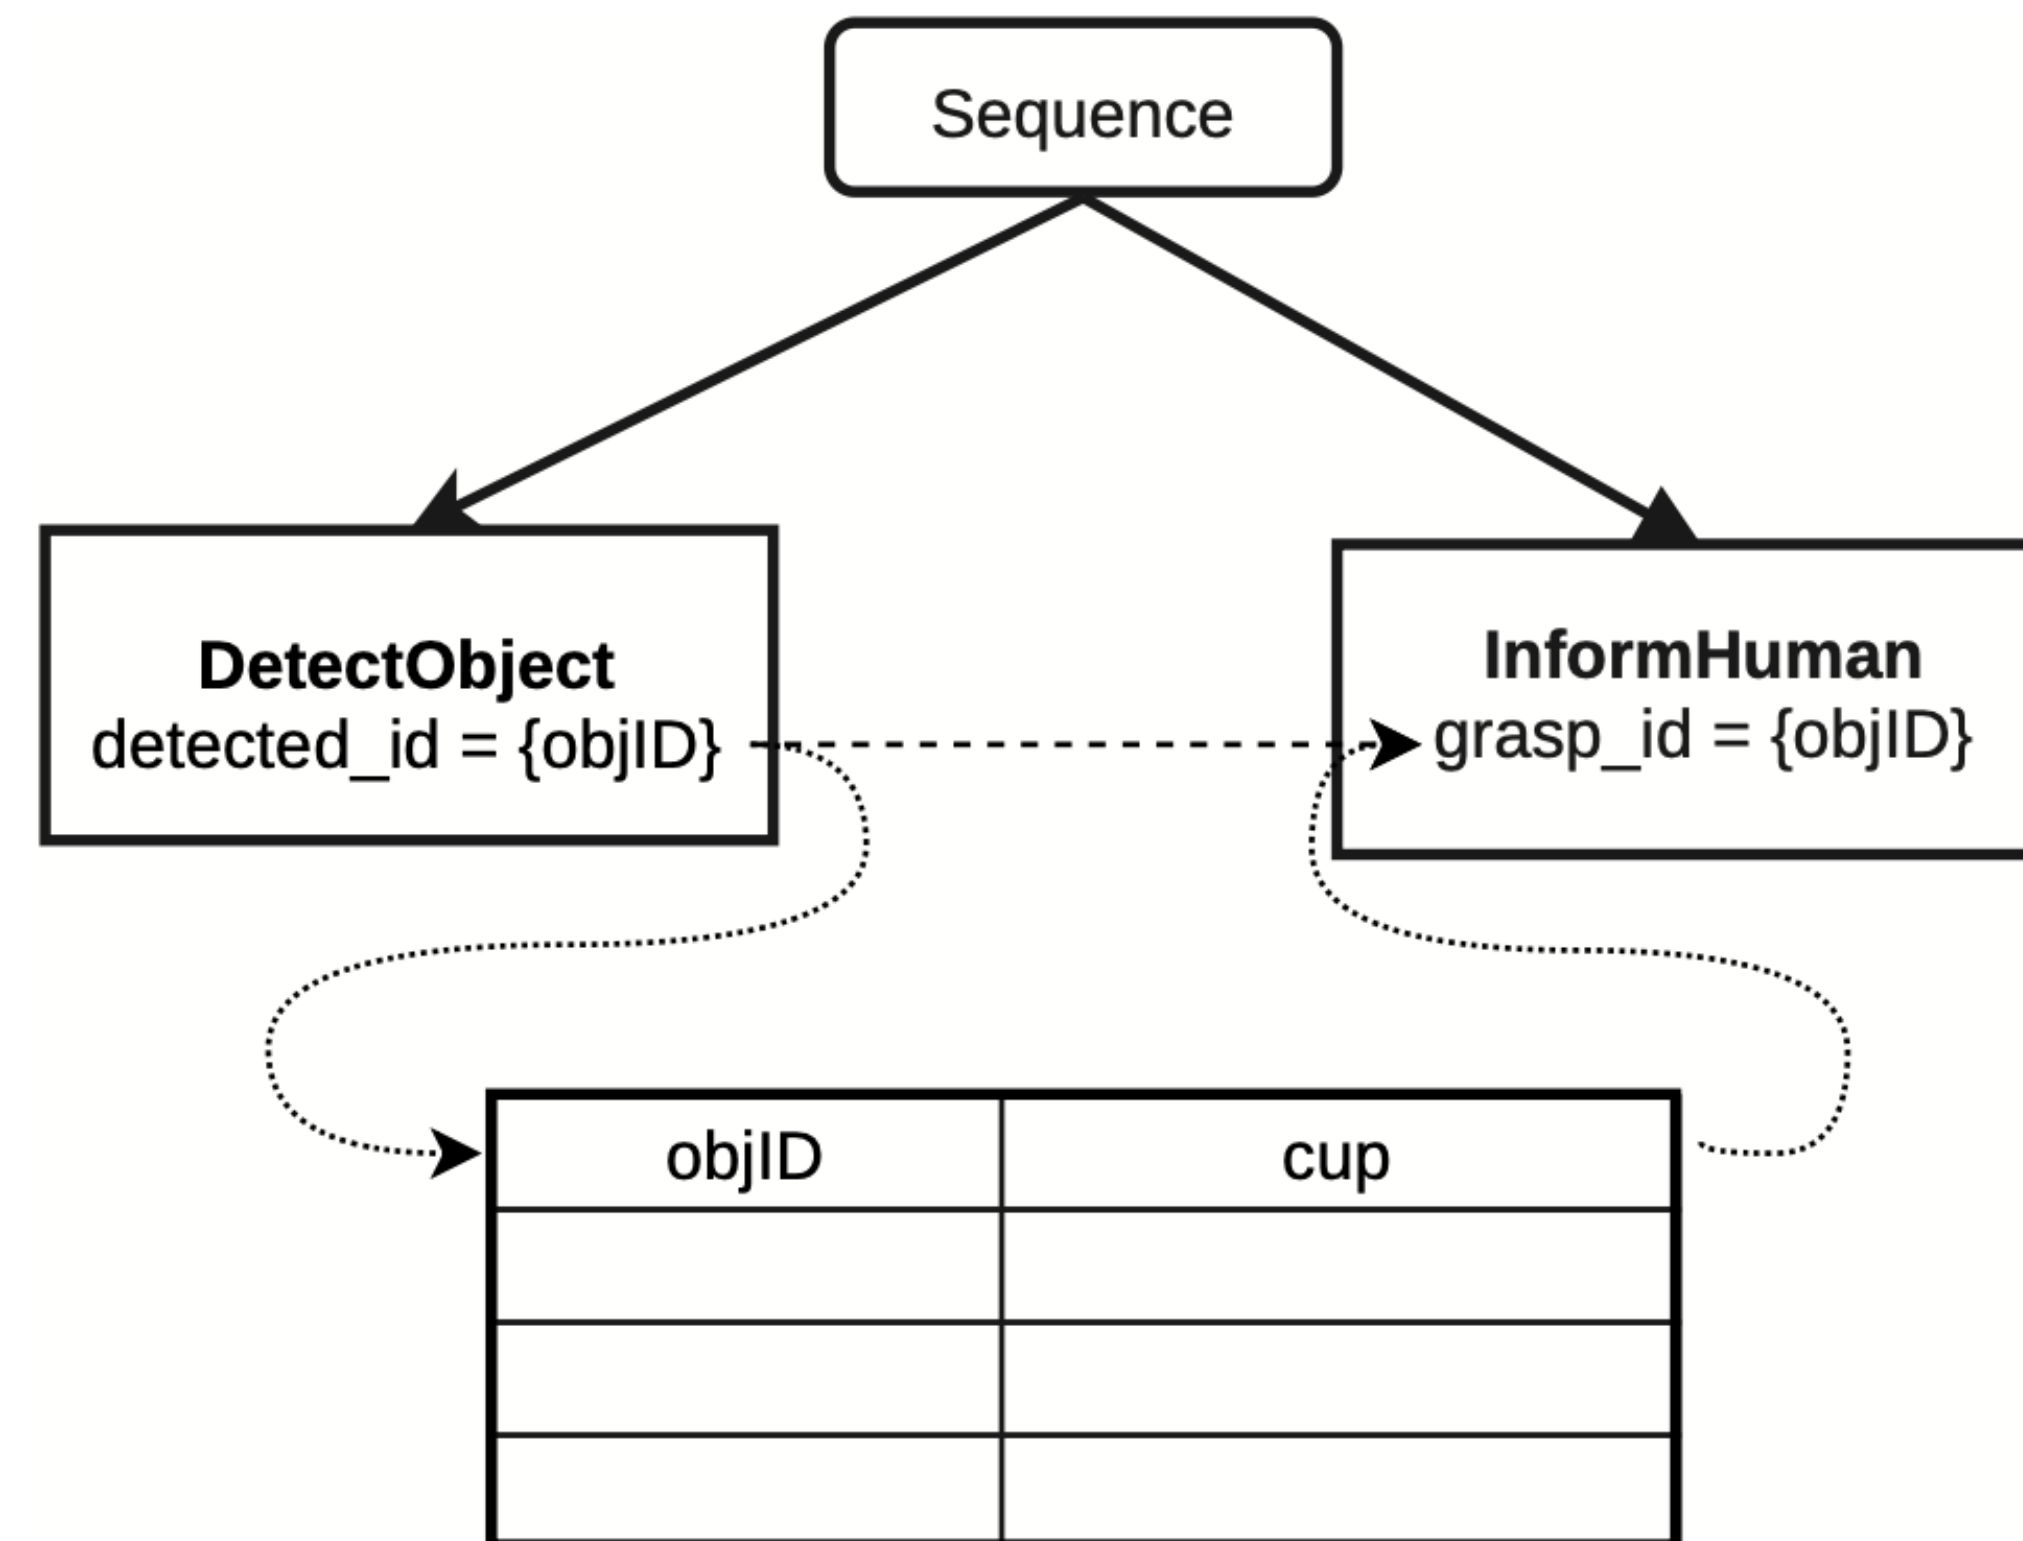 Sequence
DetectObject
detected_id = {objID}
InformHuman
grasp_id = {objID}
objID
cup